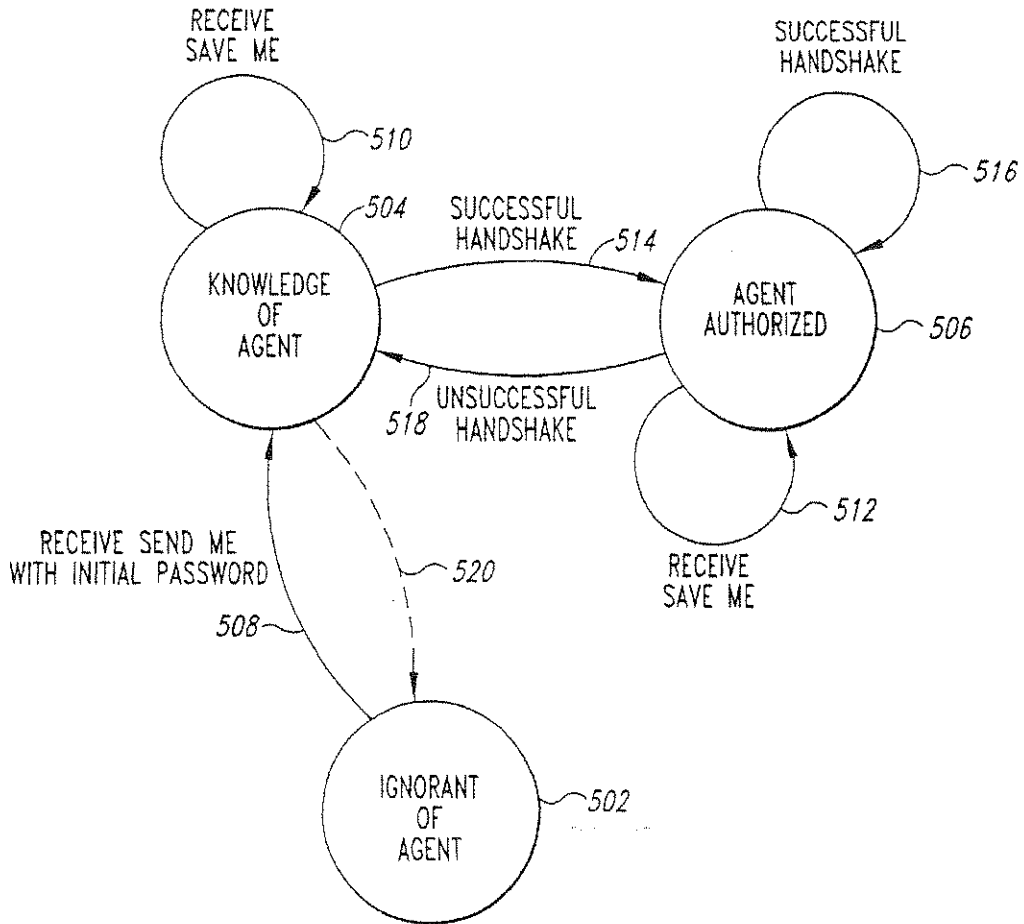 RECEIVE
SAVE ME
510
504
KNOWLEDGE
OF
AGENT
SUCCESSFUL
HANDSHAKE
514
SUCCESSFUL
HANDSHAKE
516
AGENT
AUTHORIZED
506
518
UNSUCCESSFUL
HANDSHAKE
512
RECEIVE
SAVE ME
RECEIVE SEND ME
WITH INITIAL PASSWORD
508
520
IGNORANT
OF
AGENT
502